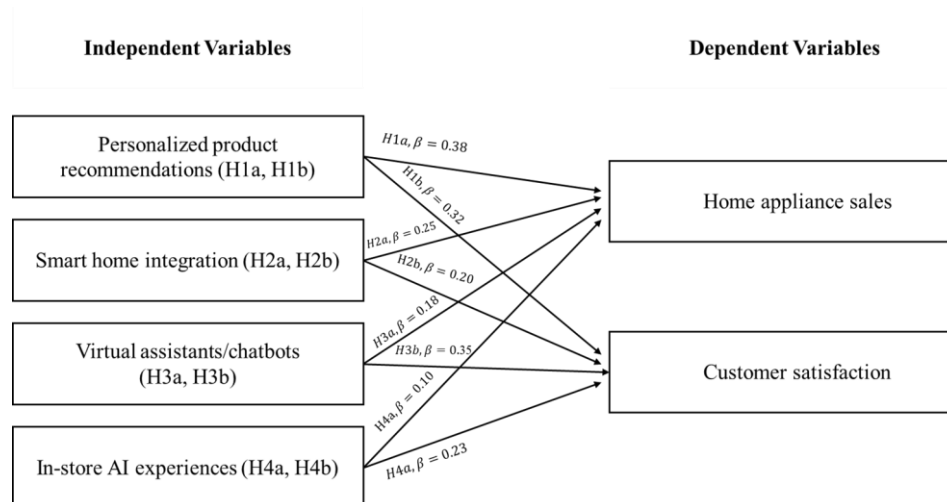 Independent Variables
Dependent Variables
Personalized product
recommendations (H1a, H1b)
H1a, β = 0.38
H1b, β = 0.32
Home appliance sales
H2a, β = 0.25
Smart home integration (H2a, H2b)
H2b, β = 0.20
H3a, β = 0.18
Virtual assistants/chatbots
(H3a, H3b)
H3b, β = 0.35
Customer satisfaction
H4a, β = 0.10
In-store AI experiences (H4a, H4b)
H4a, β = 0.23